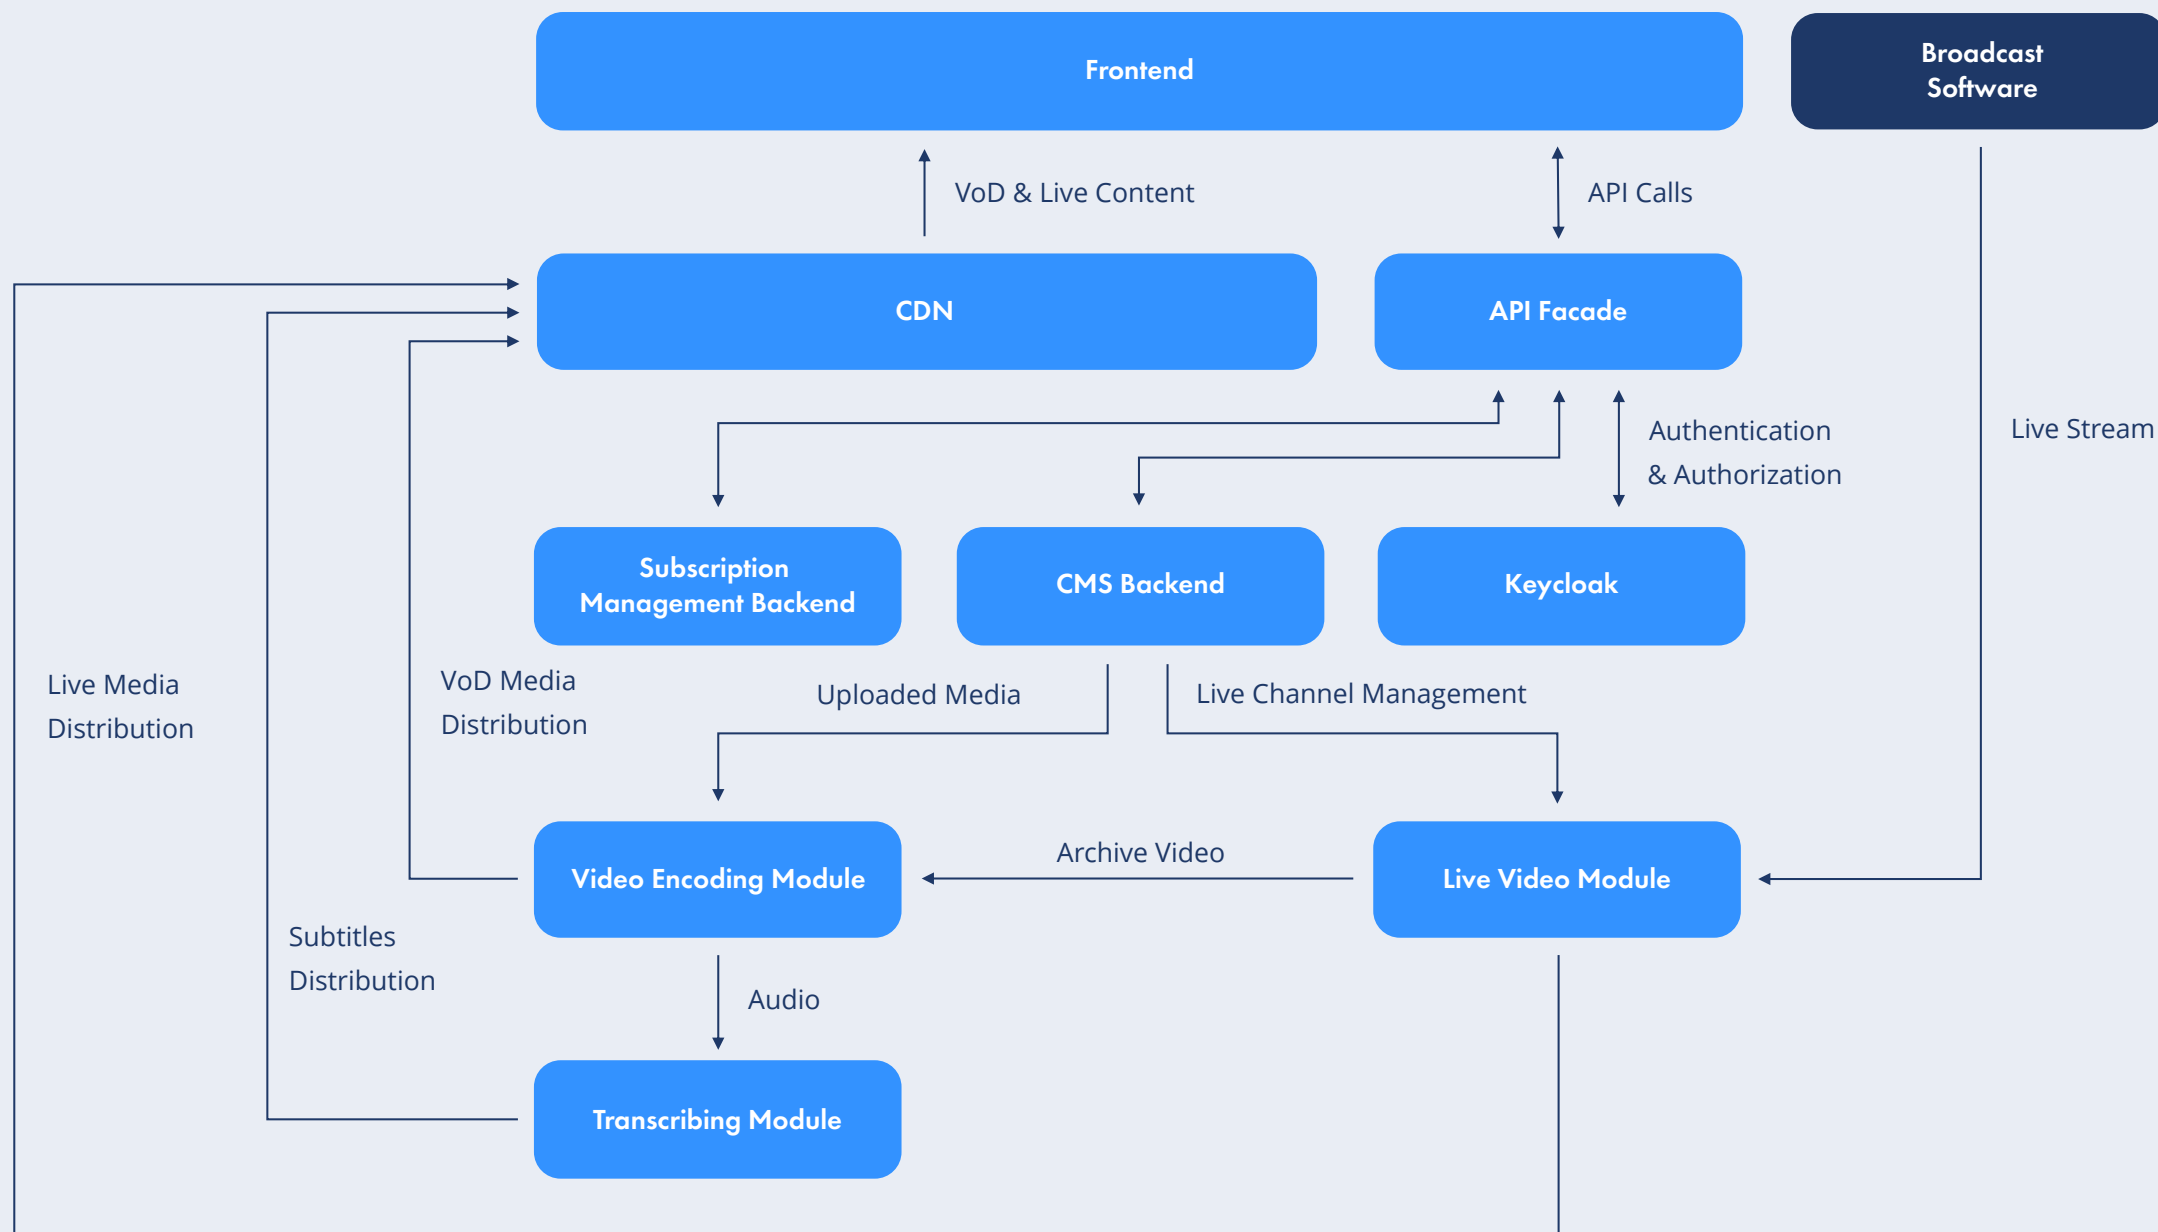 Frontend
Broadcast
Software
VoD & Live Content
API Calls
CDN
API Facade
Authentication
& Authorization
Live Stream
Subscription
Management Backend
CMS Backend
Keycloak
Live Media
Distribution
VoD Media
Distribution
Uploaded Media
Live Channel Management
Video Encoding Module
Archive Video
Live Video Module
Subtitles
Distribution
Audio
Transcribing Module